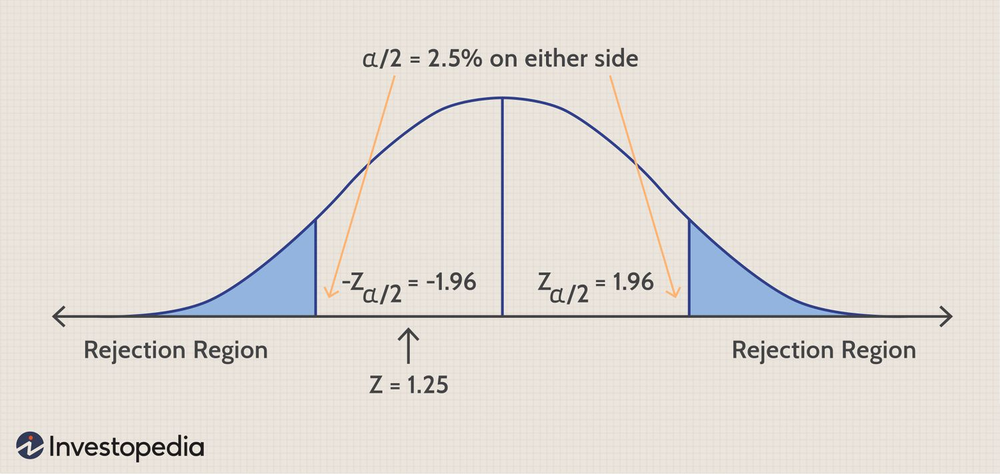 α/2 = 2.5% on either side
-Zα/2 = -1.96
Zα/2 = 1.96
Rejection Region
Rejection Region
Z = 1.25
Investopedia